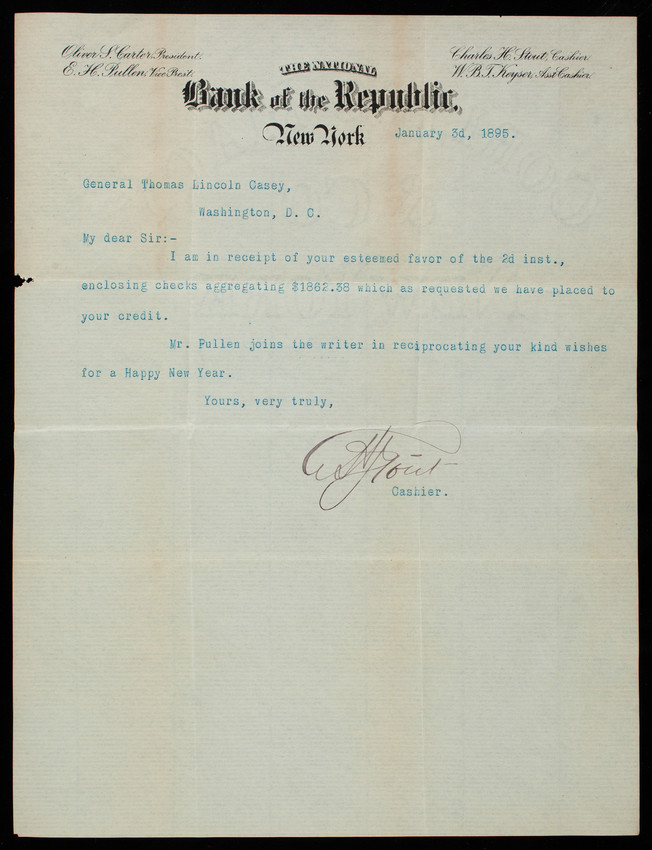 Oliver S. Carter, President.
E. H. Pullen, Vice Prest.
Charles H. Stout, Cashier.
W. B. T. Keyser, Asst Cashier.
THE NATIONAL
Bank of the Republic.
New York
January 3d, 1895.
General Thomas Lincoln Casey,
Washington, D. C.
My dear Sir:-
I am in receipt of your esteemed favor of the 2d inst.,
enclosing checks aggregating $1862.38 which as requested we have placed to
your credit.
Mr. Pullen joins the writer in reciprocating your kind wishes
for a Happy New Year.
Yours, very truly,
C H Stout
Cashier.